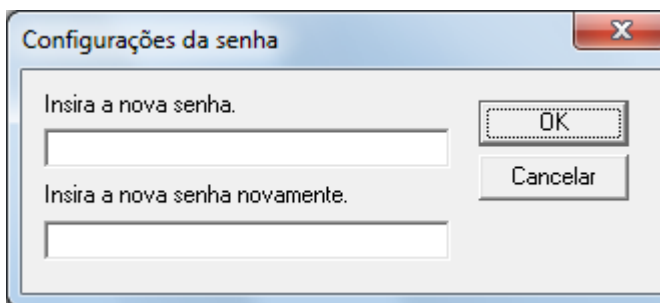 Configurações da senha
Insira a nova senha.
OK
Cancelar
Insira a nova senha novamente.